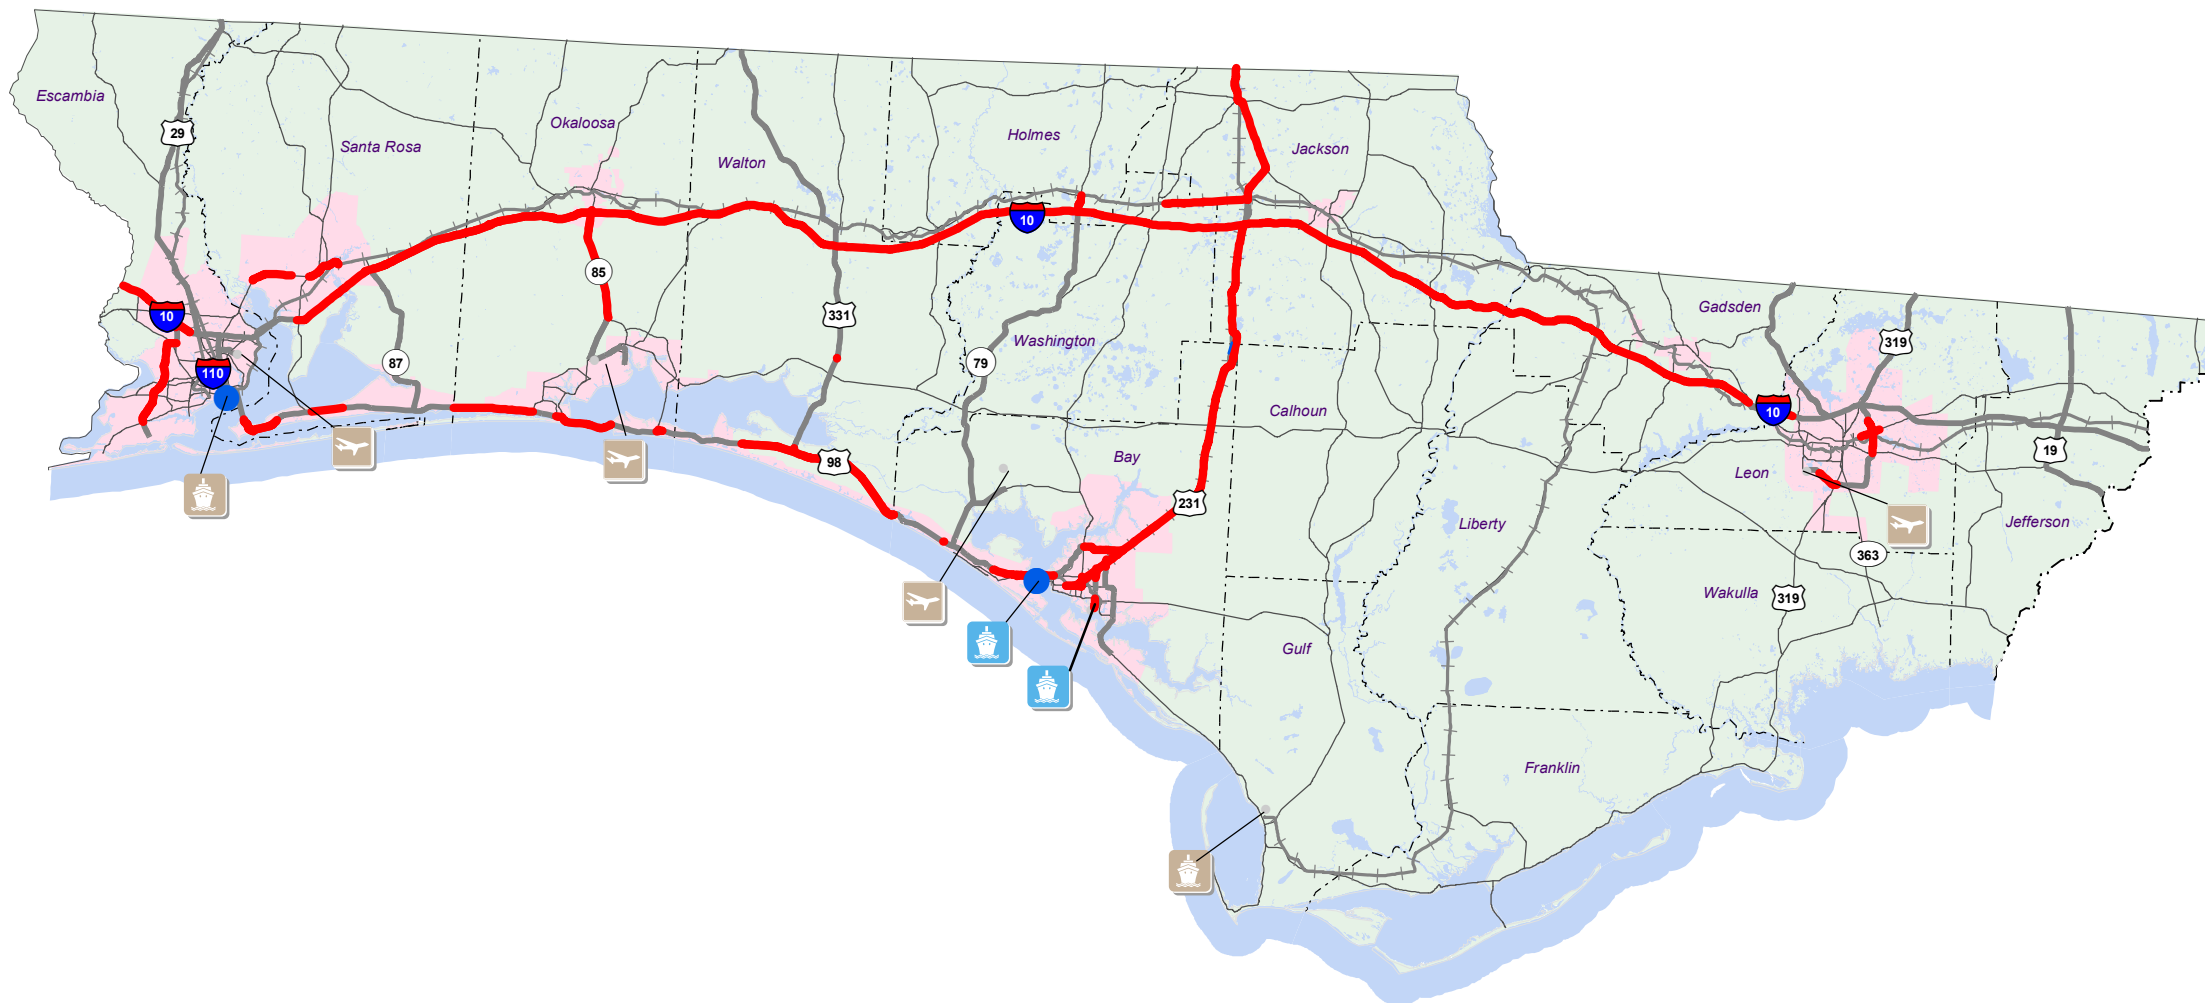 Escambia
29
Santa Rosa
Okaloosa
Walton
Holmes
Jackson
10
85
10
331
87
110
79
Washington
Gadsden
319
10
Calhoun
19
98
Bay
231
Leon
Liberty
Jefferson
363
Wakulla
319
Gulf
Franklin